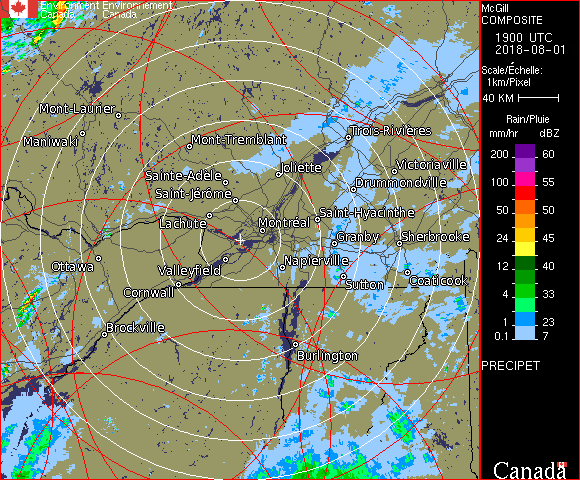 Environment Environnement
Canada Canada
McGill
COMPOSITE
1900 UTC
2018-08-01
Scale/Échelle:
1km/Pixel
40 KM
Rain/Pluie
mm/hr dBZ
200 60
100 55
50 50
24 45
12 40
8 33
4 30
2 23
0.1 7
PRECIPET
Canada
Mont-Laurier
Maniwaki
Mont-Tremblant
Trois-Rivières
Joliette
Victoriaville
Sainte-Adèle
Drummondville
Saint-Jérôme
Lachute
Saint-Hyacinthe
Montréal
Granby
Sherbrooke
Ottawa
Valleyfield
Napierville
Cornwall
Sutton
Coaticook
Brockville
Burlington